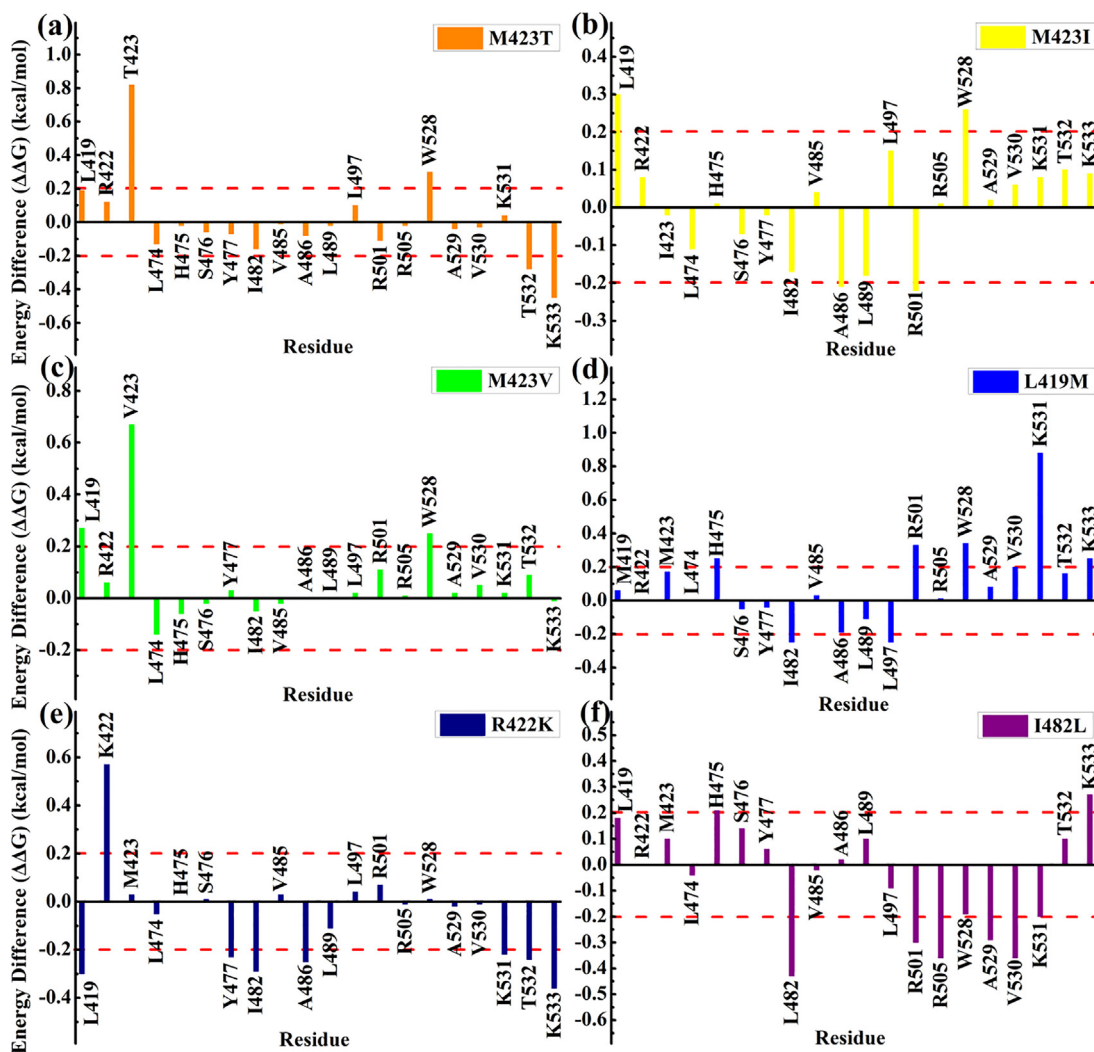 (a)
M423T
Energy Difference (ΔΔG) (kcal/mol)
1.0
0.8
0.6
0.4
0.2
0.0
-0.2
-0.4
-0.6
L419
R422
T423
L474
H475
S476
Y477
I482
V485
A486
L489
L497
R501
R505
W528
A529
V530
K531
T532
K533
Residue
(b)
M423I
0.4
0.3
0.2
0.1
0.0
-0.1
-0.2
-0.3
L419
R422
I423
L474
H475
S476
Y477
I482
V485
A486
L489
L497
R501
R505
W528
A529
V530
K531
T532
K533
Residue
(c)
M423V
Energy Difference (ΔΔG) (kcal/mol)
0.8
0.6
0.4
0.2
0.0
-0.2
L419
R422
V423
L474
H475
S476
Y477
I482
V485
A486
L489
L497
R501
R505
W528
A529
V530
K531
T532
K533
Residue
(d)
L419M
1.2
1.0
0.8
0.6
0.4
0.2
0.0
-0.2
-0.4
M419
R422
M423
L474
H475
S476
Y477
I482
V485
A486
L489
L497
R501
R505
W528
A529
V530
K531
T532
K533
Residue
(e)
R422K
Energy Difference (ΔΔG) (kcal/mol)
0.6
0.4
0.2
0.0
-0.2
-0.4
L419
K422
M423
L474
H475
S476
Y477
I482
V485
A486
L489
L497
R501
R505
W528
A529
V530
K531
T532
K533
Residue
(f)
I482L
0.5
0.4
0.3
0.2
0.1
0.0
-0.1
-0.2
-0.3
-0.4
-0.5
-0.6
L419
R422
M423
L474
H475
S476
Y477
L482
V485
A486
L489
L497
R501
R505
W528
A529
V530
K531
T532
K533
Residue